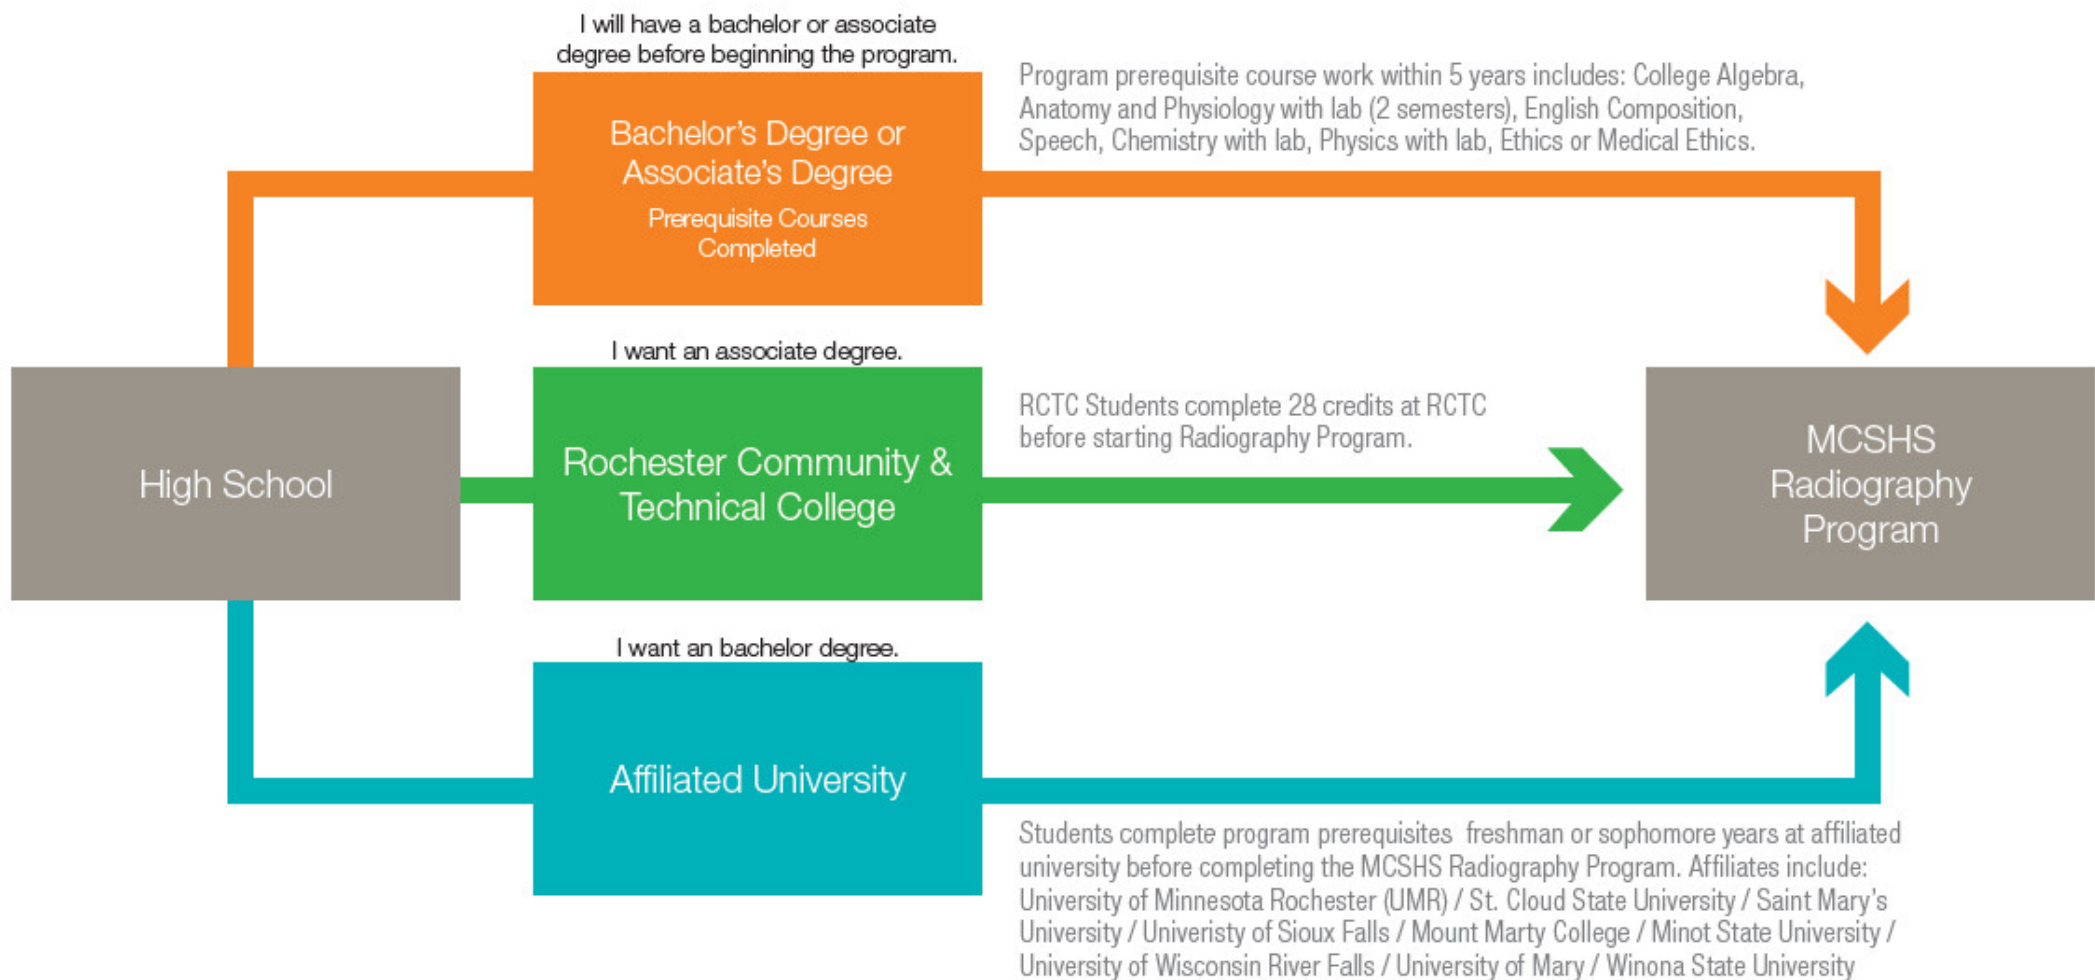 I will have a bachelor or associate
degree before beginning the program.
Bachelor's Degree or
Associate's Degree
Prerequisite Courses
Completed
Program prerequisite course work within 5 years includes: College Algebra,
Anatomy and Physiology with lab (2 semesters), English Composition,
Speech, Chemistry with lab, Physics with lab, Ethics or Medical Ethics.
High School
I want an associate degree.
Rochester Community &
Technical College
RCTC Students complete 28 credits at RCTC
before starting Radiography Program.
MCSHS
Radiography
Program
I want an bachelor degree.
Affiliated University
Students complete program prerequisites freshman or sophomore years at affiliated
university before completing the MCSHS Radiography Program. Affiliates include:
University of Minnesota Rochester (UMR) / St. Cloud State University / Saint Mary's
University / Univeristy of Sioux Falls / Mount Marty College / Minot State University /
University of Wisconsin River Falls / University of Mary / Winona State University